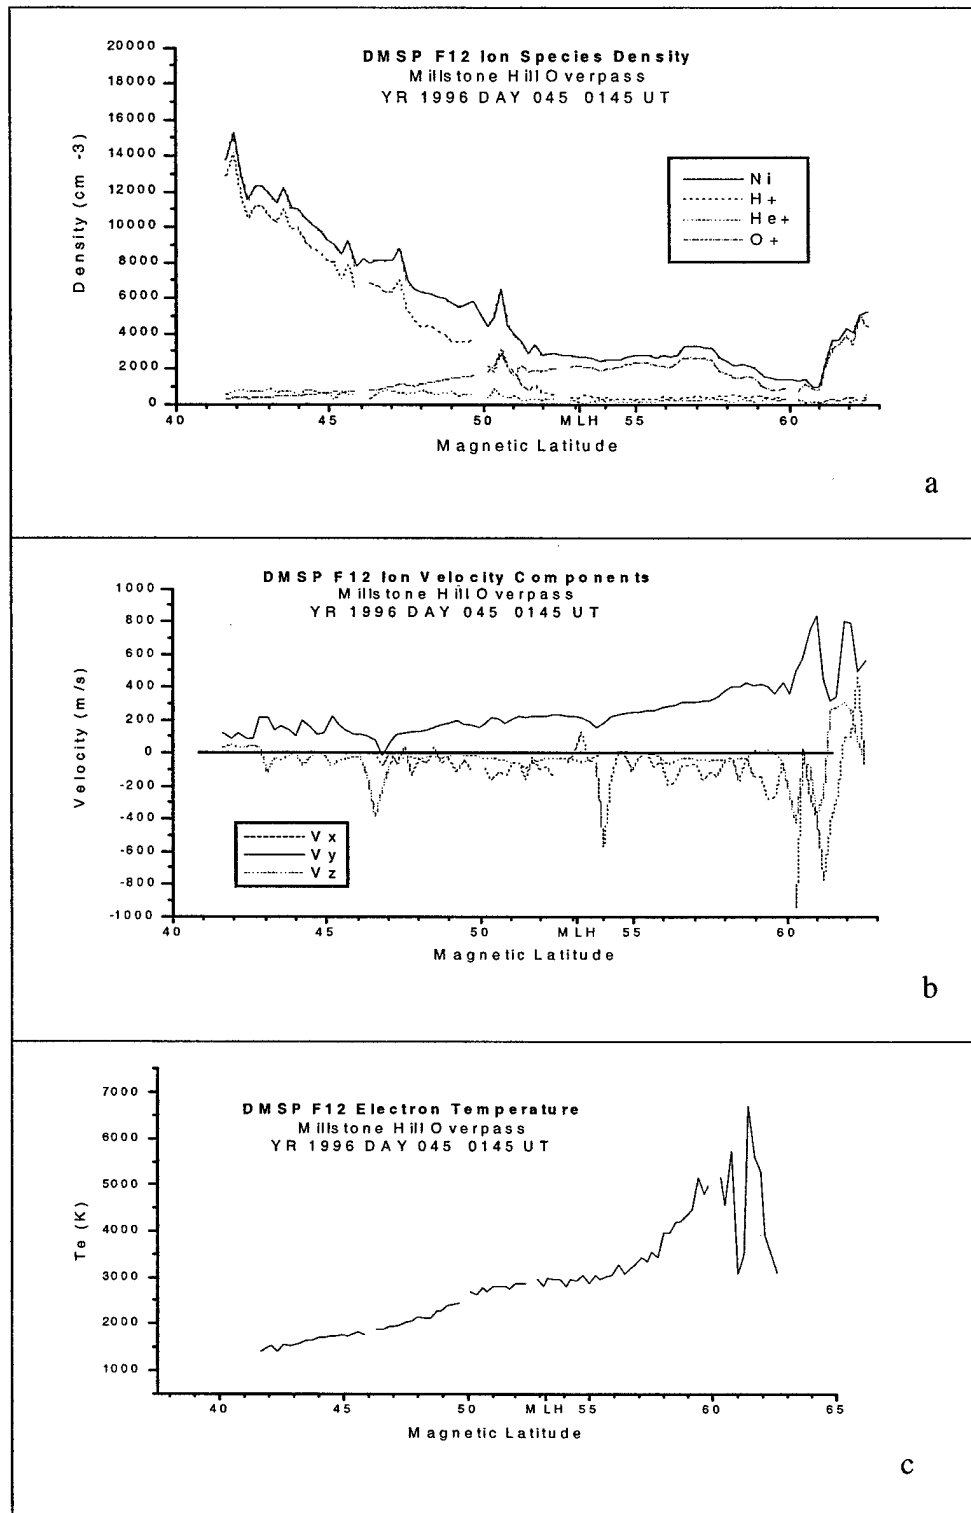 DMSP F12 Ion Species Density
Millstone Hill Overpass
YR 1996 DAY 045 0145 UT
20000
18000
16000
14000
12000
10000
8000
6000
4000
2000
0
Density (cm -3)
Ni
H+
He+
O+
40 45 50 MLH 55 60
Magnetic Latitude
a
DMSP F12 Ion Velocity Components
Millstone Hill Overpass
YR 1996 DAY 045 0145 UT
1000
800
600
400
200
0
-200
-400
-600
-800
-1000
Velocity (m/s)
Vx
Vy
Vz
40 45 50 MLH 55 60
Magnetic Latitude
b
DMSP F12 Electron Temperature
Millstone Hill Overpass
YR 1996 DAY 045 0145 UT
7000
6000
5000
4000
3000
2000
1000
Te (K)
40 45 50 MLH 55 60 65
Magnetic Latitude
c